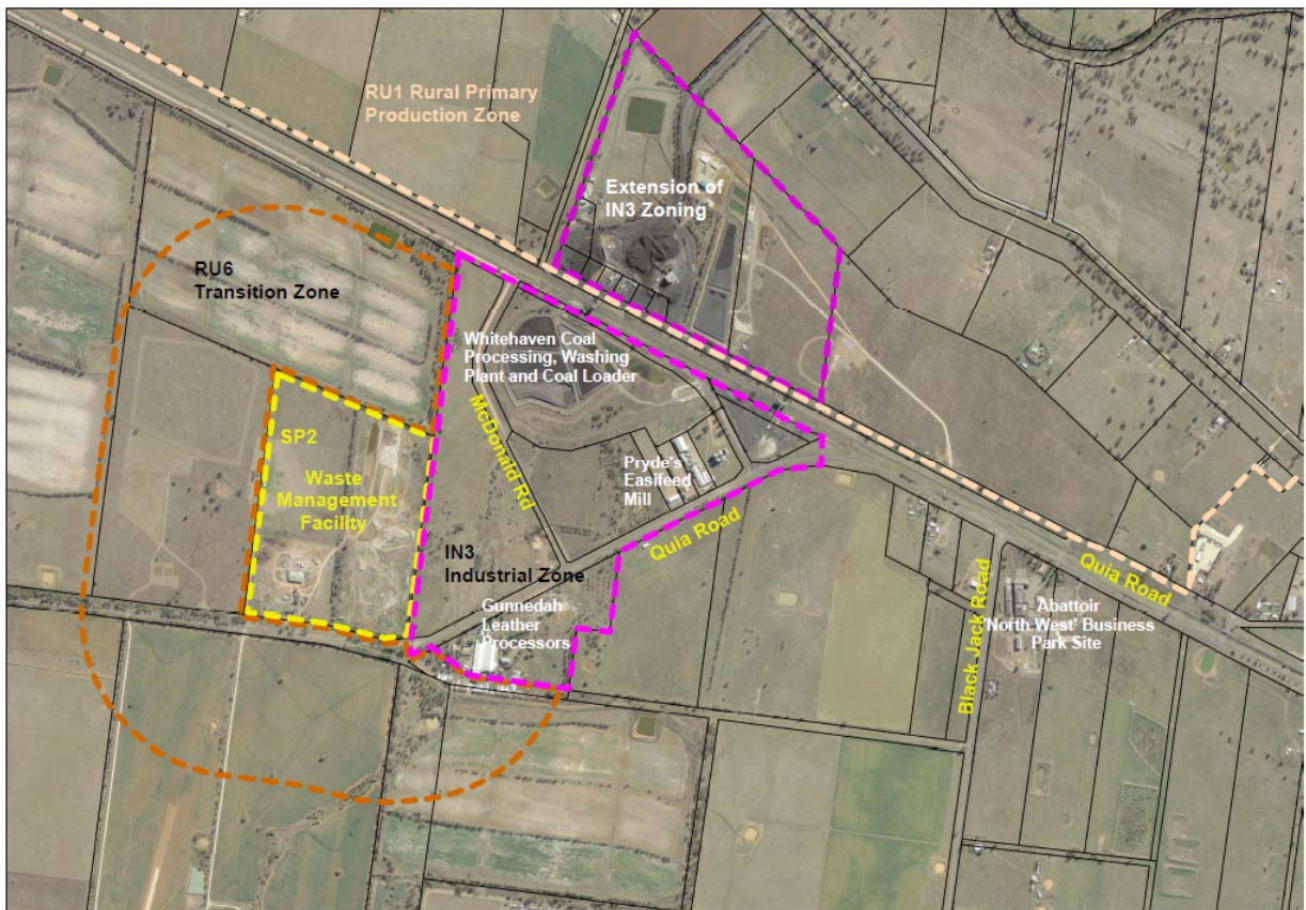 RU1 Rural Primary
Production Zone
Extension of
IN3 Zoning
RU6
Transition Zone
Whitehaven Coal
Processing, Washing
Plant and Coal Loader
McDonald Rd
SP2
Waste
Management
Facility
Pryde's
Easifeed
Mill
Quia Road
IN3
Industrial Zone
Gunnedah
Leather
Processors
Black Jack Road
Quia Road
Abattoir
'North West' Business
Park Site